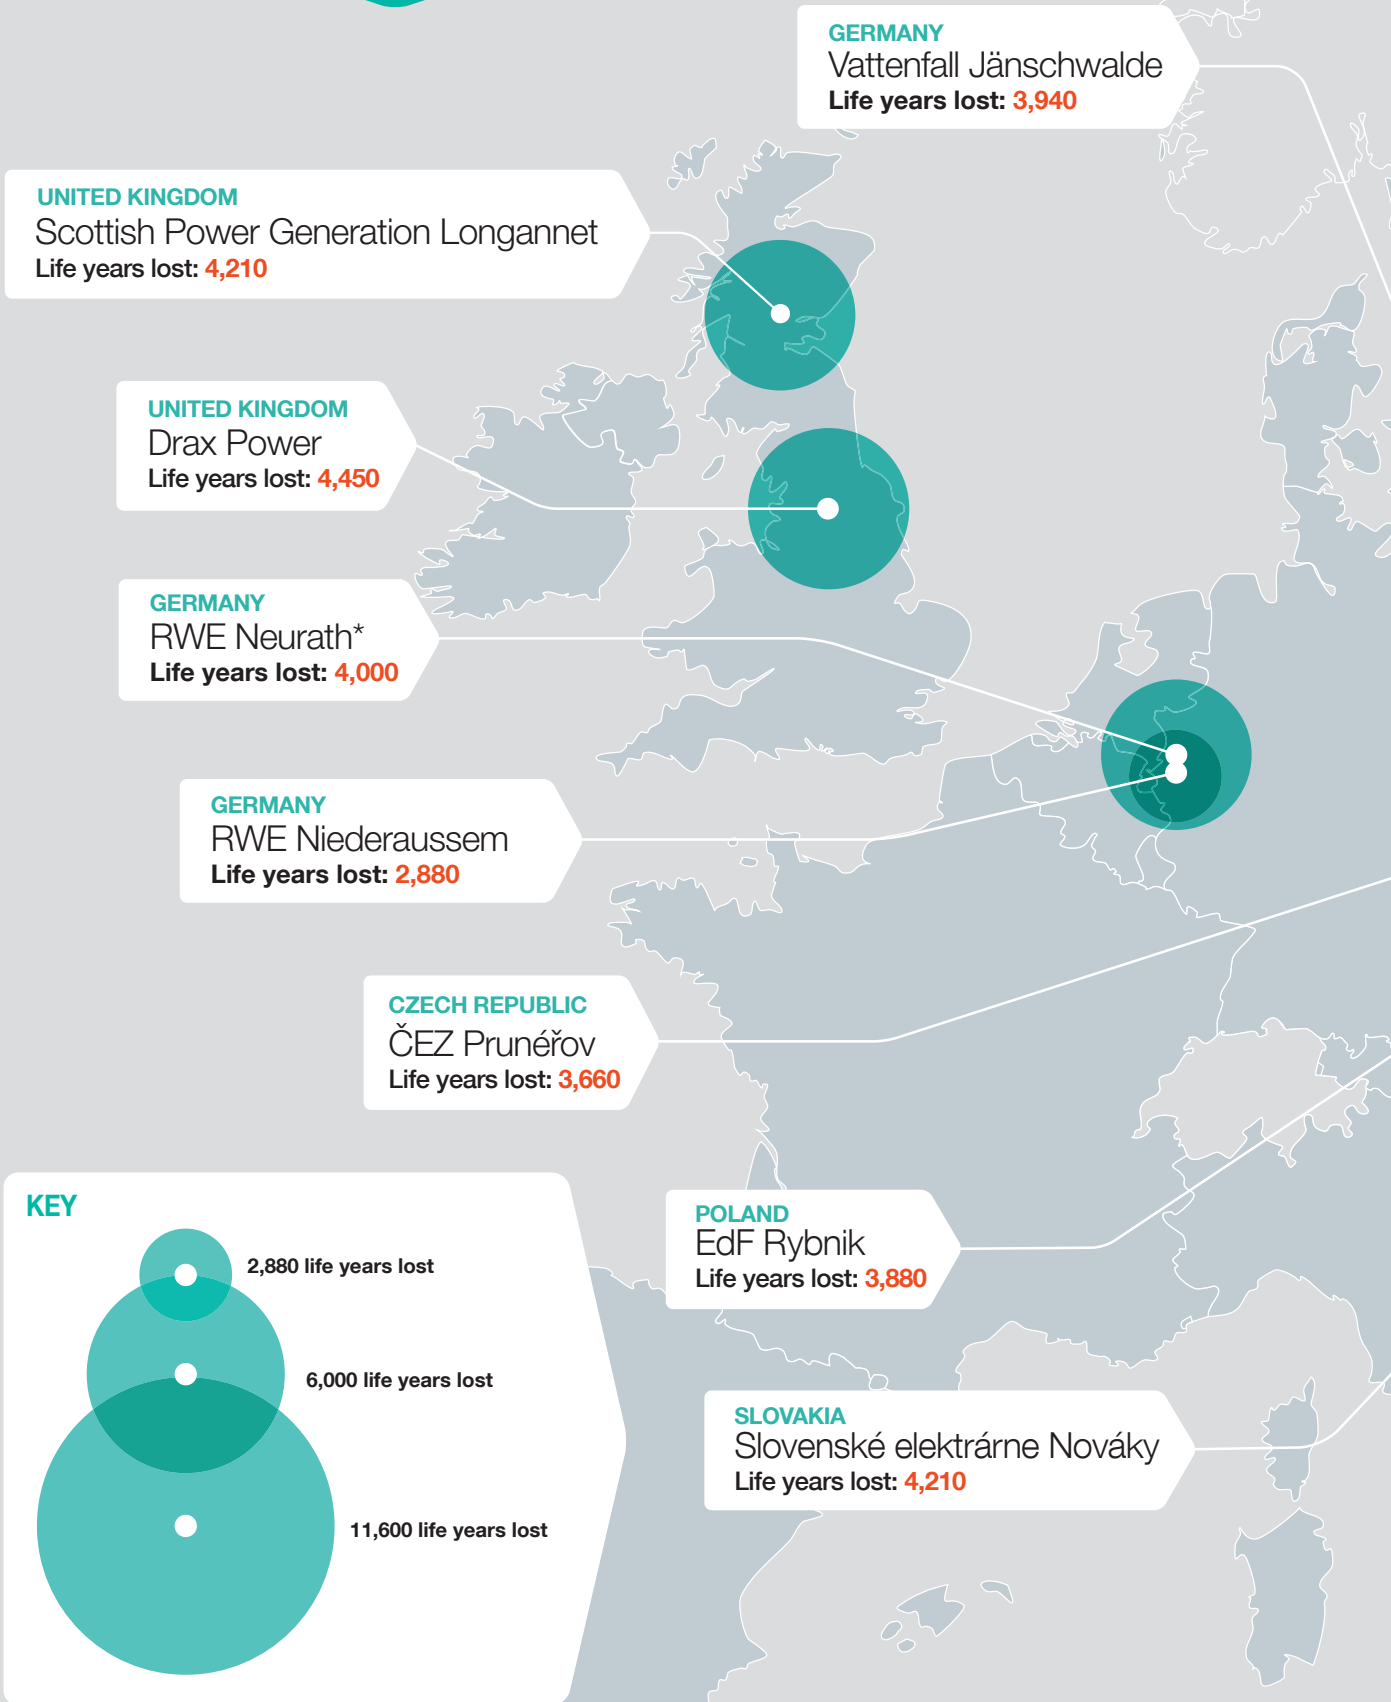 GERMANY
Vattenfall Jänschwalde
Life years lost: 3,940
UNITED KINGDOM
Scottish Power Generation Longannet
Life years lost: 4,210
UNITED KINGDOM
Drax Power
Life years lost: 4,450
GERMANY
RWE Neurath*
Life years lost: 4,000
GERMANY
RWE Niederaussem
Life years lost: 2,880
CZECH REPUBLIC
ČEZ Prunéřov
Life years lost: 3,660
POLAND
EdF Rybnik
Life years lost: 3,880
SLOVAKIA
Slovenské elektrárne Nováky
Life years lost: 4,210
KEY
2,880 life years lost
6,000 life years lost
11,600 life years lost